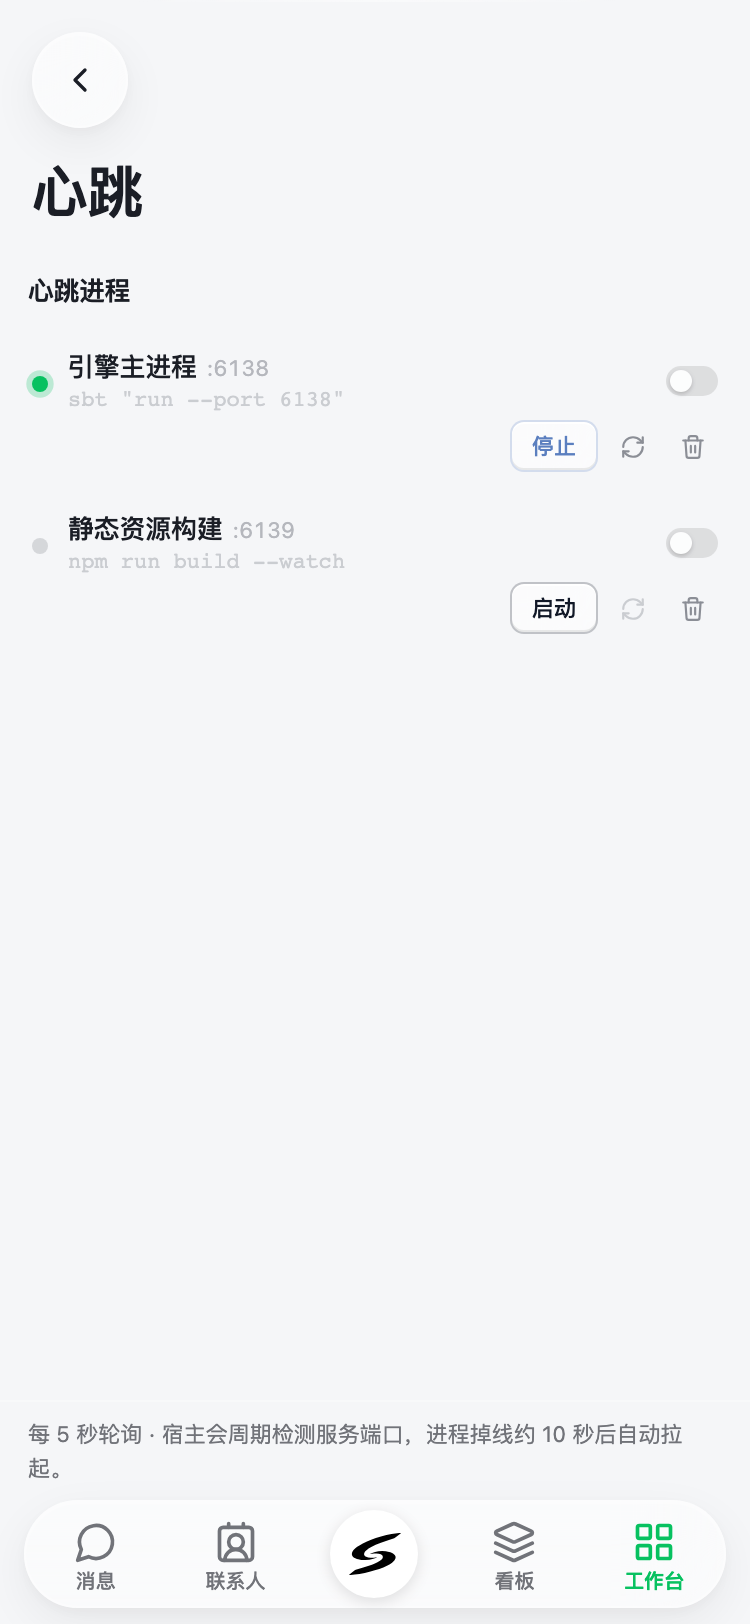 心跳
心跳进程
引擎主进程 :6138
sbt "run --port 6138"
停止
静态资源构建 :6139
npm run build --watch
启动
每 5 秒轮询 · 宿主会周期检测服务端口，进程掉线约 10 秒后自动拉
起。
消息
联系人
看板
工作台